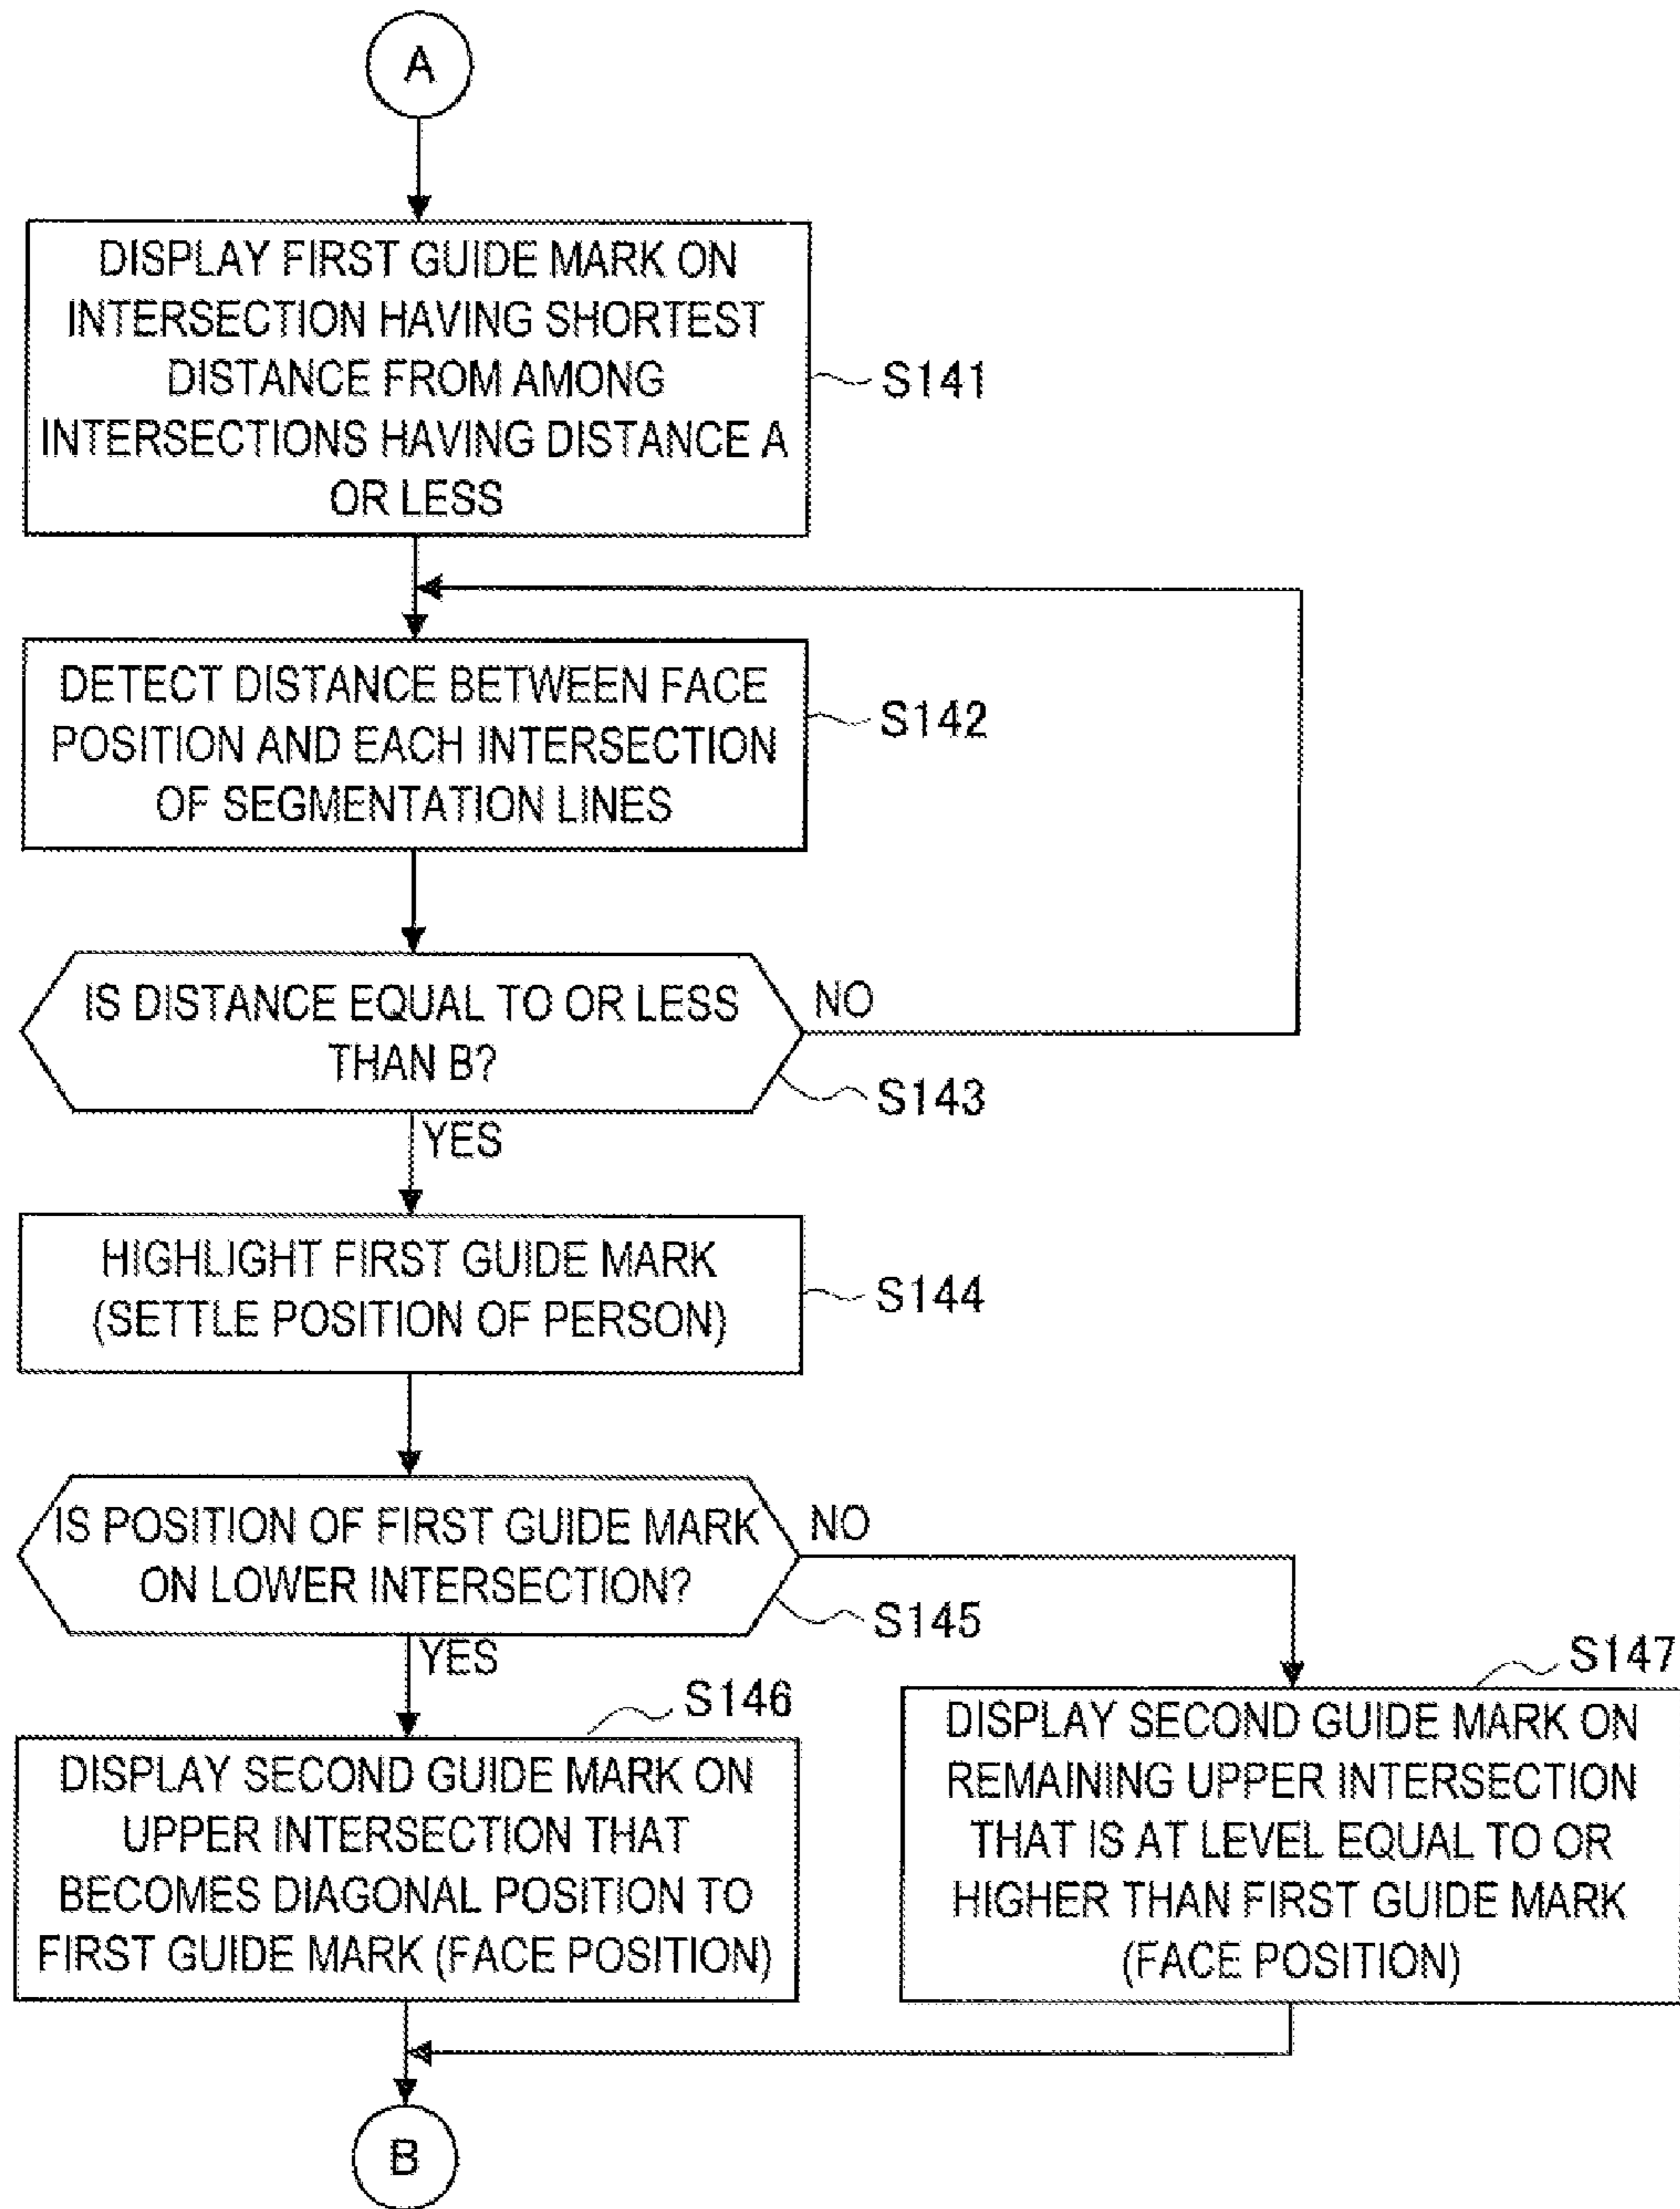 A
DISPLAY FIRST GUIDE MARK ON
INTERSECTION HAVING SHORTEST
DISTANCE FROM AMONG
INTERSECTIONS HAVING DISTANCE A
OR LESS
S141
DETECT DISTANCE BETWEEN FACE
POSITION AND EACH INTERSECTION
OF SEGMENTATION LINES
S142
IS DISTANCE EQUAL TO OR LESS
THAN B?
NO
S143
YES
HIGHLIGHT FIRST GUIDE MARK
(SETTLE POSITION OF PERSON)
S144
IS POSITION OF FIRST GUIDE MARK
ON LOWER INTERSECTION?
NO
S145
YES
S146
DISPLAY SECOND GUIDE MARK ON
UPPER INTERSECTION THAT
BECOMES DIAGONAL POSITION TO
FIRST GUIDE MARK (FACE POSITION)
S147
DISPLAY SECOND GUIDE MARK ON
REMAINING UPPER INTERSECTION
THAT IS AT LEVEL EQUAL TO OR
HIGHER THAN FIRST GUIDE MARK
(FACE POSITION)
B